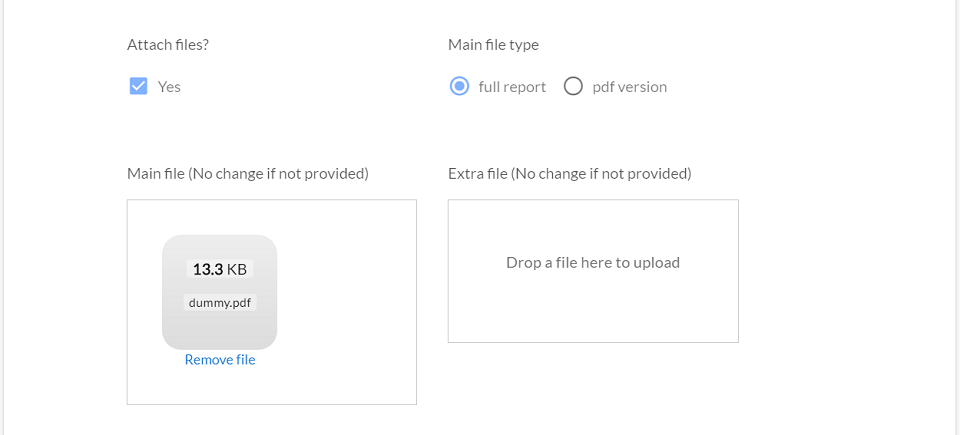 Attach files?
Main file type
Yes
full report
pdf version
Main file (No change if not provided)
Extra file (No change if not provided)
13.3 KB
dummy.pdf
Remove file
Drop a file here to upload